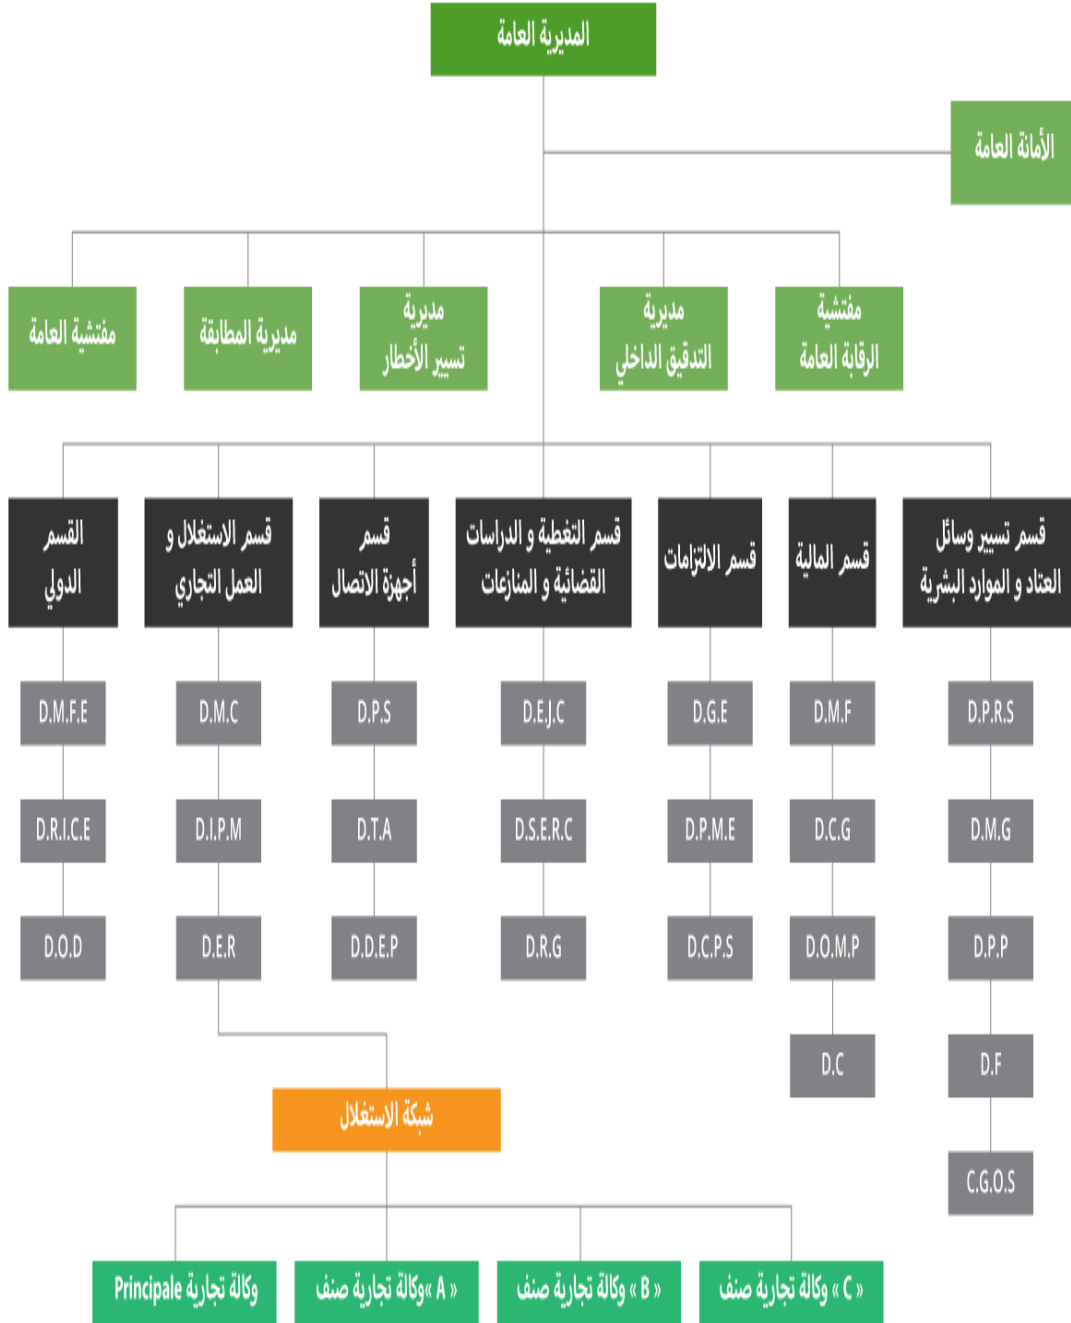 المديرية العامة
الأمانة العامة
مفتشية
الرقابة العامة
مديرية
التدقيق الداخلي
مديرية
تسيير الأخطار
مديرية المطابقة
مفتشية العامة
قسم تسيير وسائل
العتاد و الموارد البشرية
قسم المالية
قسم الالتزامات
قسم التغطية و الدراسات
القضائية و المنازعات
قسم
أجهزة الاتصال
قسم الاستغلال و
العمل التجاري
القسم
الدولي
D.P.R.S
D.M.F
D.G.E
D.E.J.C
D.P.S
D.M.C
D.M.F.E
D.M.G
D.C.G
D.P.M.E
D.S.E.R.C
D.T.A
D.I.P.M
D.R.I.C.E
D.P.P
D.O.M.P
D.C.P.S
D.R.G
D.D.E.P
D.E.R
D.O.D
D.F
D.C
C.G.O.S
شبكة الاستغلال
« C » وكالة تجارية صنف
« B » وكالة تجارية صنف
« A »وكالة تجارية صنف
وكالة تجارية Principale